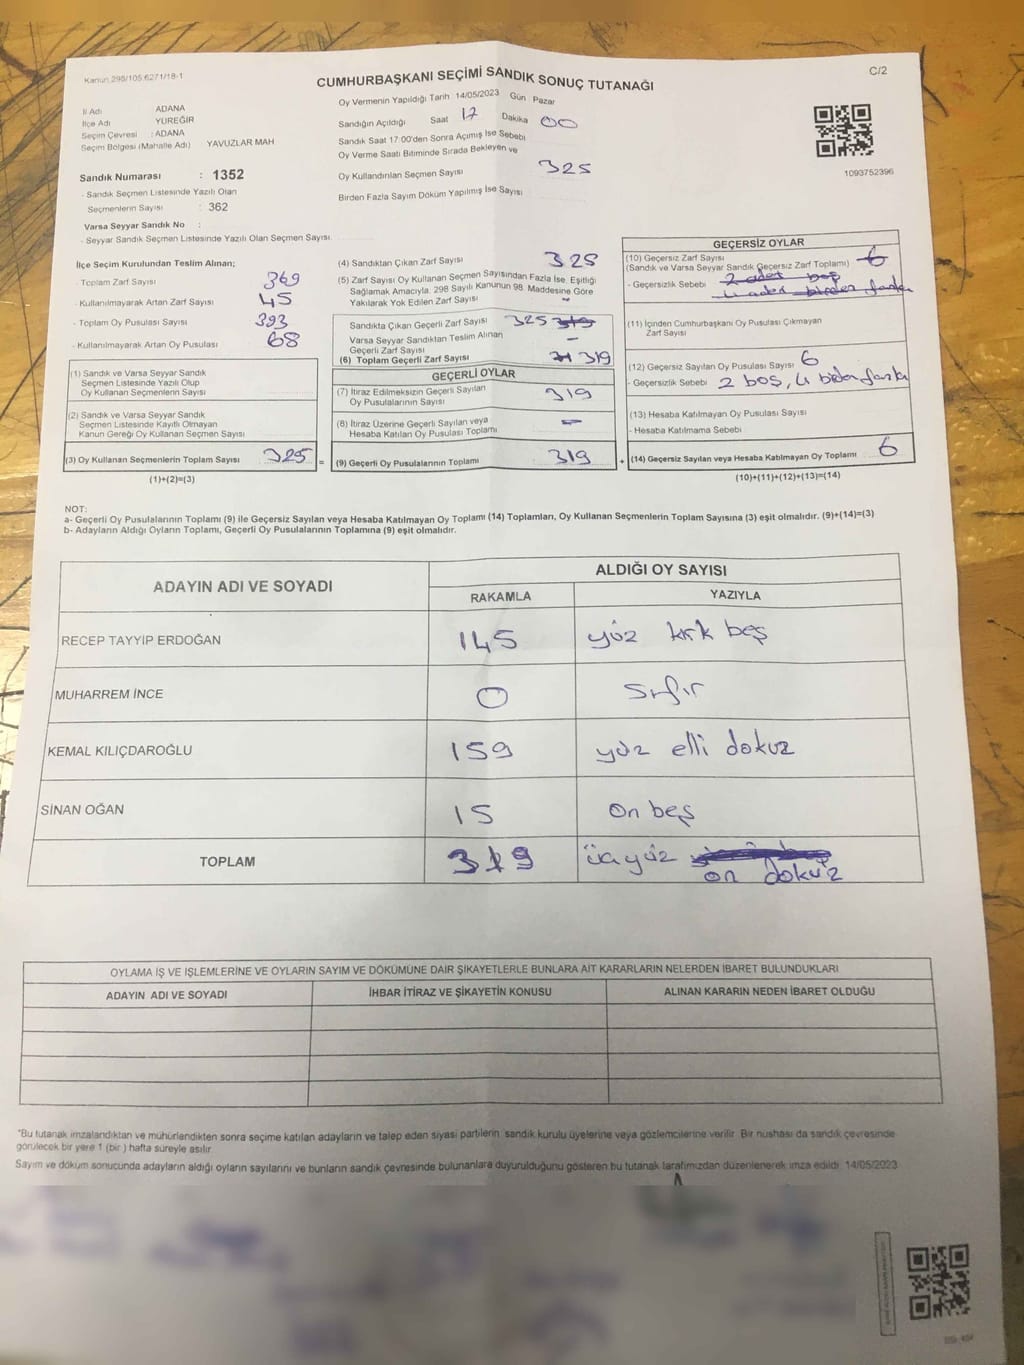 Kanun 298/105.6271/18-1
C/2
CUMHURBAŞKANI SEÇİMİ SANDIK SONUÇ TUTANAĞI
İl Adı ADANA
İlçe Adı YÜREĞİR
Seçim Çevresi : ADANA
Seçim Bölgesi (Mahalle Adı) YAVUZLAR MAH
Sandık Numarası : 1352
- Sandık Seçmen Listesinde Yazılı Olan
Seçmenlerin Sayısı : 362
Varsa Seyyar Sandık No :
- Seyyar Sandık Seçmen Listesinde Yazılı Olan Seçmen Sayısı
Oy Vermenin Yapıldığı Tarih 14/05/2023 Gün Pazar
Sandığın Açıldığı Saat 17 Dakika 00
Sandık Saat 17:00'den Sonra Açımış İse Sebebi
Oy Verme Saati Bitiminde Sırada Bekleyen ve
Oy Kullandırılan Seçmen Sayısı 325
Birden Fazla Sayım Döküm Yapılmış İse Sayısı
1093752396
İlçe Seçim Kurulundan Teslim Alınan;
- Toplam Zarf Sayısı 369
- Kullanılmayarak Artan Zarf Sayısı 45
- Toplam Oy Pusulası Sayısı 393
- Kullanılmayarak Artan Oy Pusulası 68
(1) Sandık ve Varsa Seyyar Sandık
Seçmen Listesinde Yazılı Olup
Oy Kullanan Seçmenlerin Sayısı
(2) Sandık ve Varsa Seyyar Sandık
Seçmen Listesinde Kayıtlı Olmayan
Kanun Gereği Oy Kullanan Seçmen Sayısı
(3) Oy Kullanan Seçmenlerin Toplam Sayısı 325 =
(1)+(2)=(3)
(4) Sandıktan Çıkan Zarf Sayısı 325
(5) Zarf Sayısı Oy Kullanan Seçmen Sayısından Fazla İse, Eşitliği
Sağlamak Amacıyla, 298 Sayılı Kanunun 98. Maddesine Göre
Yakılarak Yok Edilen Zarf Sayısı -
Sandıkta Çıkan Geçerli Zarf Sayısı 325 319
Varsa Seyyar Sandıktan Teslim Alınan
Geçerli Zarf Sayısı -
(6) Toplam Geçerli Zarf Sayısı 319
GEÇERLİ OYLAR
(7) İtiraz Edilmeksizin Geçerli Sayılan
Oy Pusulalarının Sayısı 319
(8) İtiraz Üzerine Geçerli Sayılan veya
Hesaba Katılan Oy Pusulası Toplamı -
(9) Geçerli Oy Pusulalarının Toplamı 319 +
GEÇERSİZ OYLAR
(10) Geçersiz Zarf Sayısı
(Sandık ve Varsa Seyyar Sandık Geçersiz Zarf Toplamı) 6
- Geçersizlik Sebebi 2 adet boş
4 adet birden fazla
(11) İçinden Cumhurbaşkanı Oy Pusulası Çıkmayan
Zarf Sayısı
(12) Geçersiz Sayılan Oy Pusulası Sayısı 6
- Geçersizlik Sebebi 2 boş, 4 birden fazla
(13) Hesaba Katılmayan Oy Pusulası Sayısı
- Hesaba Katılmama Sebebi
(14) Geçersiz Sayılan veya Hesaba Katılmayan Oy Toplamı 6
(10)+(11)+(12)+(13)=(14)
NOT:
a- Geçerli Oy Pusulalarının Toplamı (9) ile Geçersiz Sayılan veya Hesaba Katılmayan Oy Toplamı (14) Toplamları, Oy Kullanan Seçmenlerin Toplam Sayısına (3) eşit olmalıdır. (9)+(14)=(3)
b- Adayların Aldığı Oyların Toplamı, Geçerli Oy Pusulalarının Toplamına (9) eşit olmalıdır.
ADAYIN ADI VE SOYADI
ALDIĞI OY SAYISI
RAKAMLA YAZIYLA
RECEP TAYYİP ERDOĞAN 145 yüz kırk beş
MUHARREM İNCE 0 Sıfır
KEMAL KILIÇDAROĞLU 159 yüz elli dokuz
SİNAN OĞAN 15 on beş
TOPLAM 319 üçyüz
on dokuz
OYLAMA İŞ VE İŞLEMLERİNE VE OYLARIN SAYIM VE DÖKÜMÜNE DAİR ŞİKAYETLERLE BUNLARA AİT KARARLARIN NELERDEN İBARET BULUNDUKLARI
ADAYIN ADI VE SOYADI İHBAR İTİRAZ VE ŞİKAYETİN KONUSU ALINAN KARARIN NEDEN İBARET OLDUĞU
"Bu tutanak imzalandıktan ve mühürlendikten sonra seçime katılan adayların ve talep eden siyasi partilerin sandık kurulu üyelerine veya gözlemcilerine verilir. Bir nushası da sandık çevresinde
görülecek bir yere 1 (bir) hafta süreyle asılır.
Sayım ve döküm sonucunda adayların aldığı oyların sayılarını ve bunların sandık çevresinde bulunanlara duyurulduğunu gösteren bu tutanak tarafımızdan düzenlenerek imza edildi. 14/05/2023